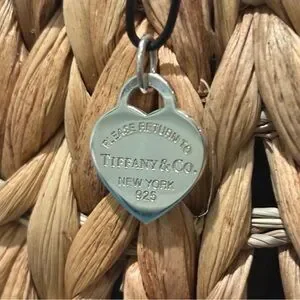 PLEASE RETURN TO
TIFFANY & CO.
NEW YORK
925